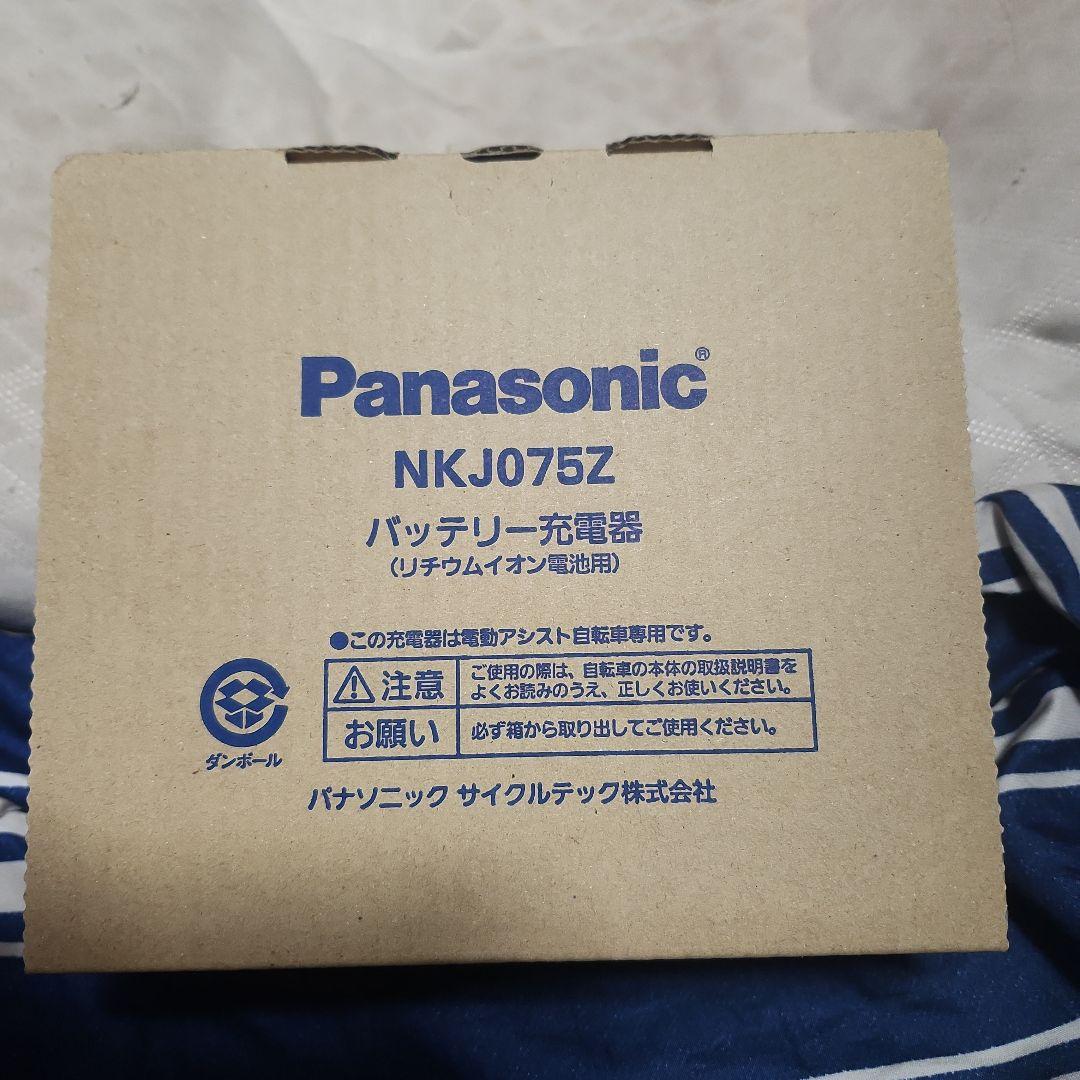 Panasonic®
NKJ075Z
バッテリー充電器
(リチウムイオン電池用)
●この充電器は電動アシスト自転車専用です。
注意
ご使用の際は、自転車の本体の取扱説明書を
よくお読みのうえ、正しくお使いください。
お願い
必ず箱から取り出してご使用ください。
ダンボール
パナソニック サイクルテック株式会社